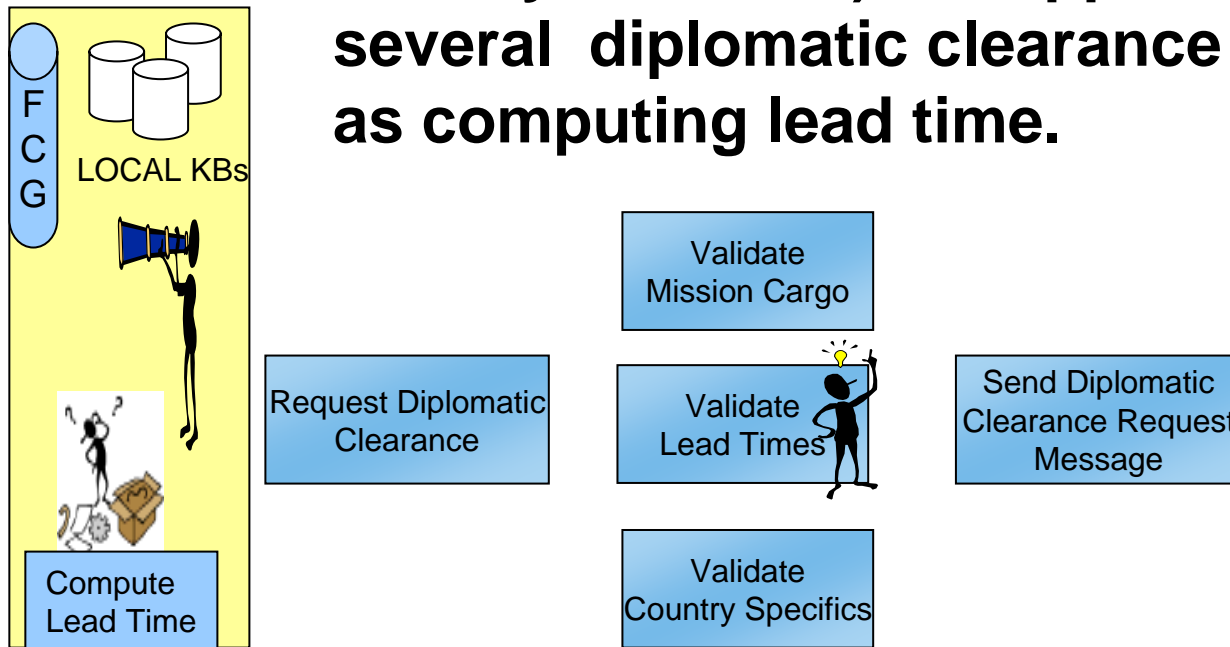 several diplomatic clearance
as computing lead time.
F
C
G
LOCAL KBs
Validate
Mission Cargo
Request Diplomatic
Clearance
Validate
Lead Times
Send Diplomatic
Clearance Request
Message
Validate
Country Specifics
Compute
Lead Time